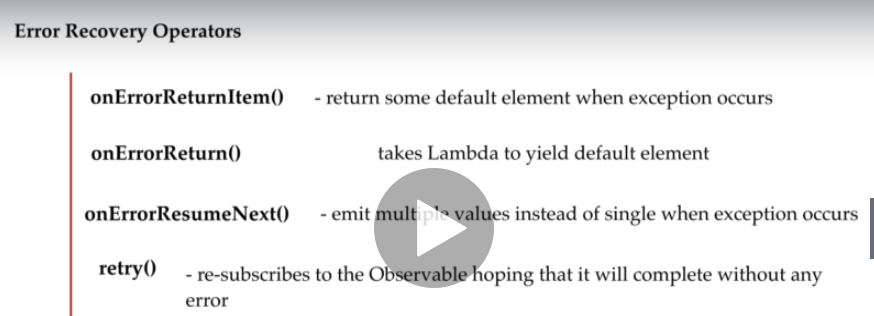 Error Recovery Operators
onErrorReturnItem() - return some default element when exception occurs
onErrorReturn() takes Lambda to yield default element
onErrorResumeNext() - emit multiple values instead of single when exception occurs
retry() - re-subscribes to the Observable hoping that it will complete without any
error